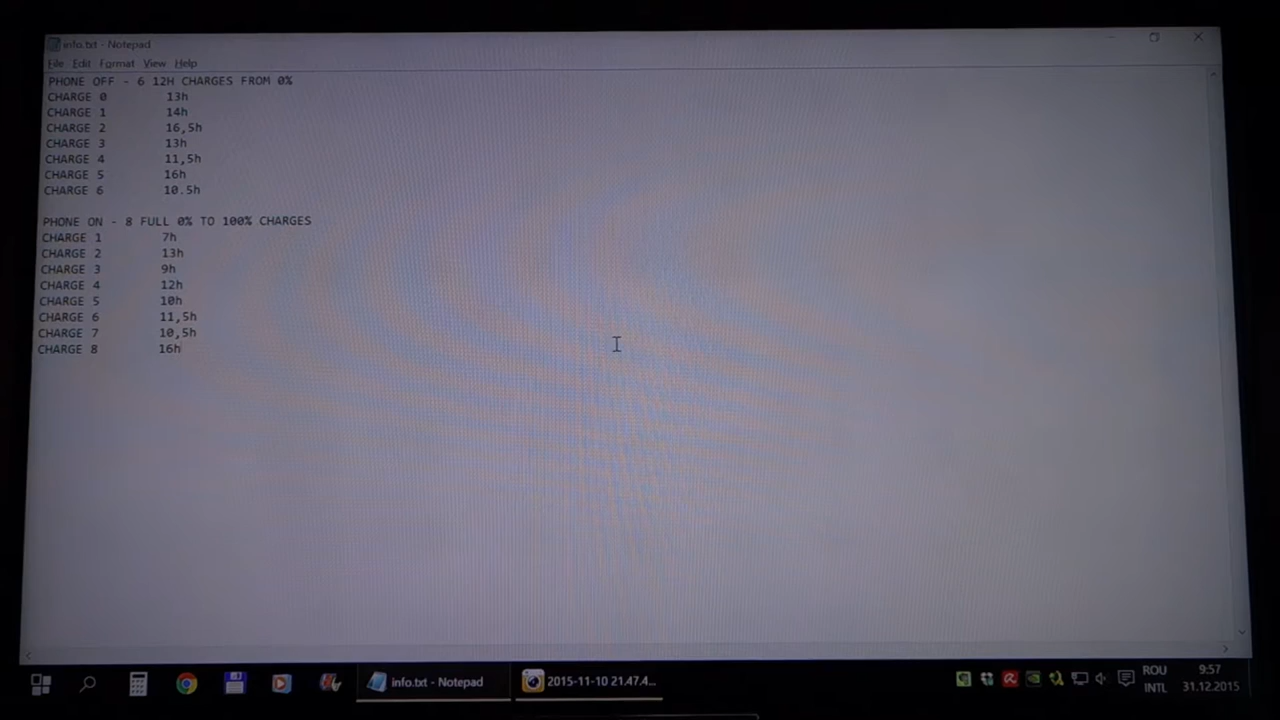 info.txt - Notepad
File Edit Format View Help
PHONE OFF - 6 12H CHARGES FROM 0%
CHARGE 0 13h
CHARGE 1 14h
CHARGE 2 16,5h
CHARGE 3 13h
CHARGE 4 11,5h
CHARGE 5 16h
CHARGE 6 10.5h
PHONE ON - 8 FULL 0% TO 100% CHARGES
CHARGE 1 7h
CHARGE 2 13h
CHARGE 3 9h
CHARGE 4 12h
CHARGE 5 10h
CHARGE 6 11,5h
CHARGE 7 10,5h
CHARGE 8 16h
info.txt - Notepad
2015-11-10 21.47.4...
ROU
INTL
9:57
31.12.2015